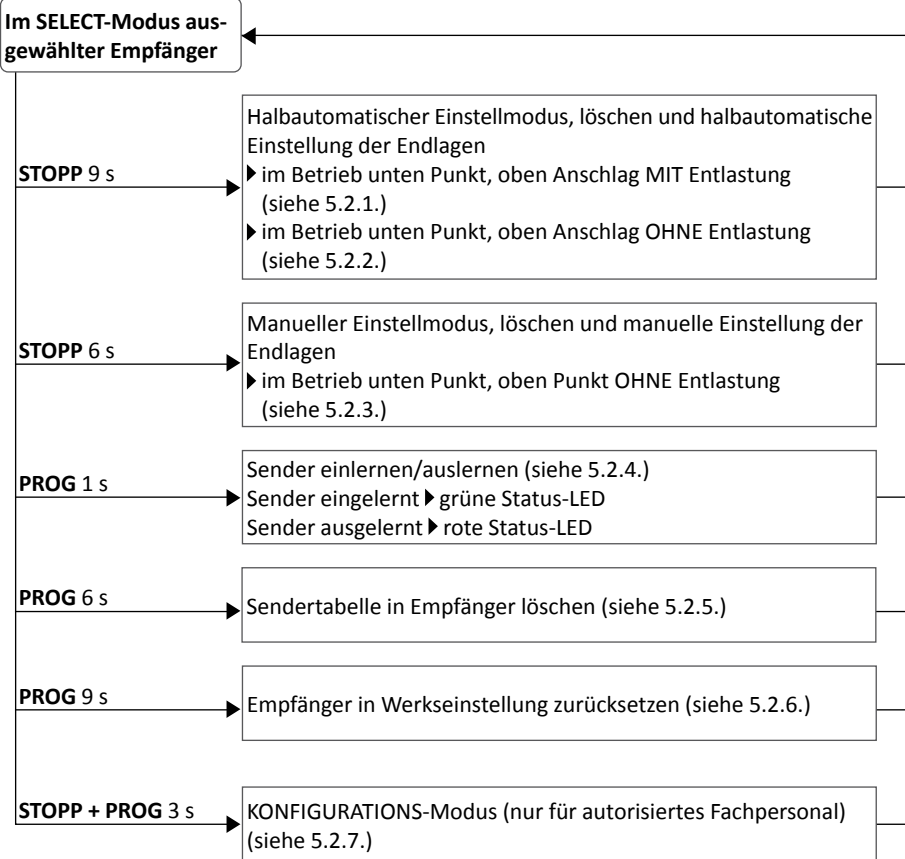 Im SELECT-Modus aus-
gewählter Empfänger
STOPP 9 s
Halbautomatischer Einstellmodus, löschen und halbautomatische
Einstellung der Endlagen
im Betrieb unten Punkt, oben Anschlag MIT Entlastung
(siehe 5.2.1.)
im Betrieb unten Punkt, oben Anschlag OHNE Entlastung
(siehe 5.2.2.)
STOPP 6 s
Manueller Einstellmodus, löschen und manuelle Einstellung der
Endlagen
im Betrieb unten Punkt, oben Punkt OHNE Entlastung
(siehe 5.2.3.)
PROG 1 s
Sender einlernen/auslernen (siehe 5.2.4.)
Sender eingelernt grüne Status-LED
Sender ausgelernt rote Status-LED
PROG 6 s
Sendertabelle in Empfänger löschen (siehe 5.2.5.)
PROG 9 s
Empfänger in Werkseinstellung zurücksetzen (siehe 5.2.6.)
STOPP + PROG 3 s
KONFIGURATIONS-Modus (nur für autorisiertes Fachpersonal)
(siehe 5.2.7.)